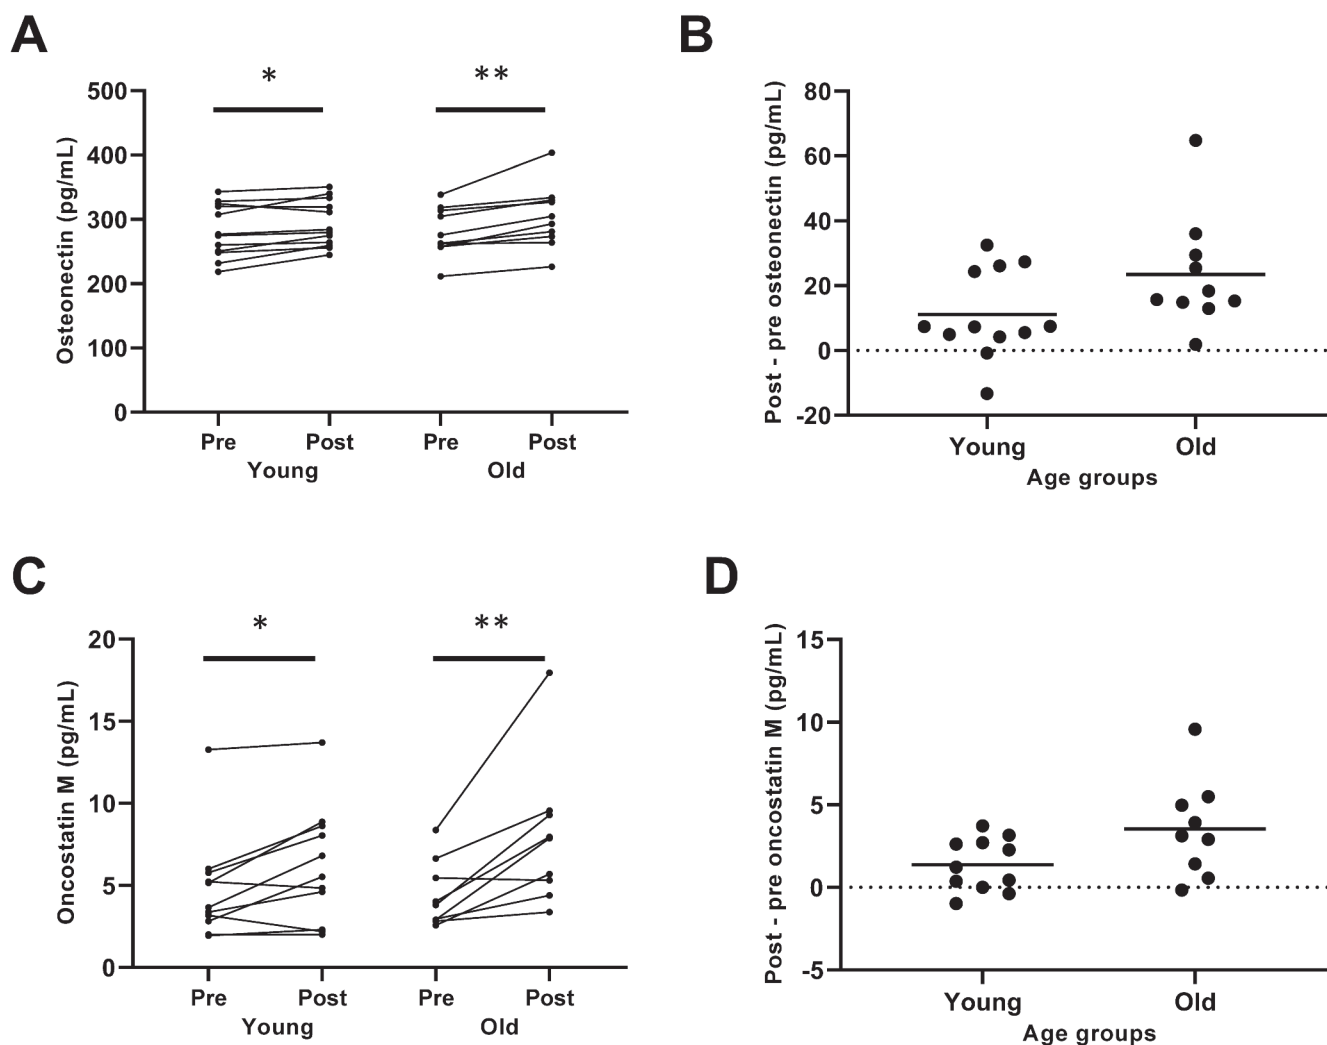 A
B
* **
Osteonectin (pg/mL)
500
400
300
200
100
0
Pre Post Pre Post
Young Old
Post - pre osteonectin (pg/mL)
80
60
40
20
0
-20
Young Old
Age groups
C
D
* **
Oncostatin M (pg/mL)
20
15
10
5
0
Pre Post Pre Post
Young Old
Post - pre oncostatin M (pg/mL)
15
10
5
0
-5
Young Old
Age groups